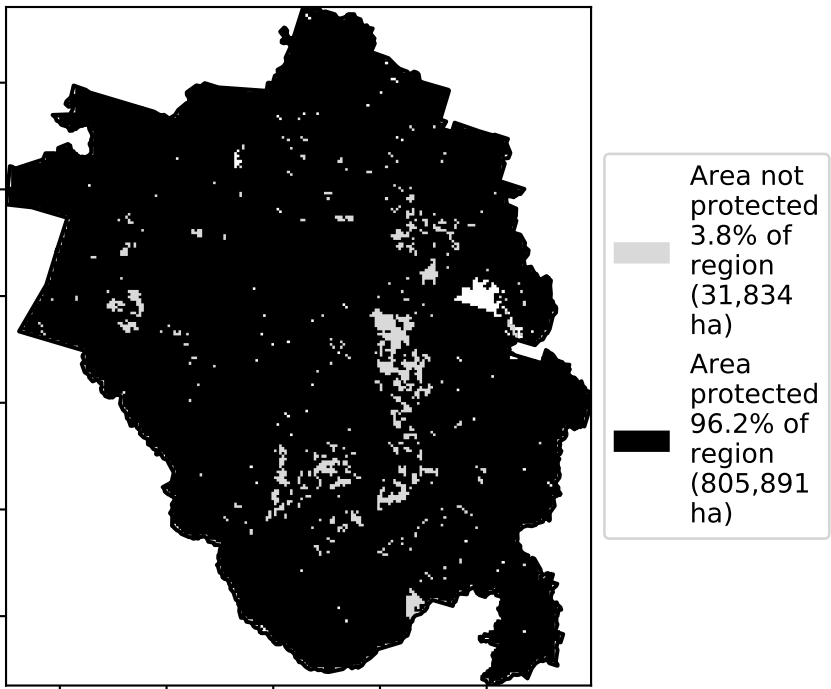 Area not
protected
3.8% of
region
(31,834
ha)
Area
protected
96.2% of
region
(805,891
ha)